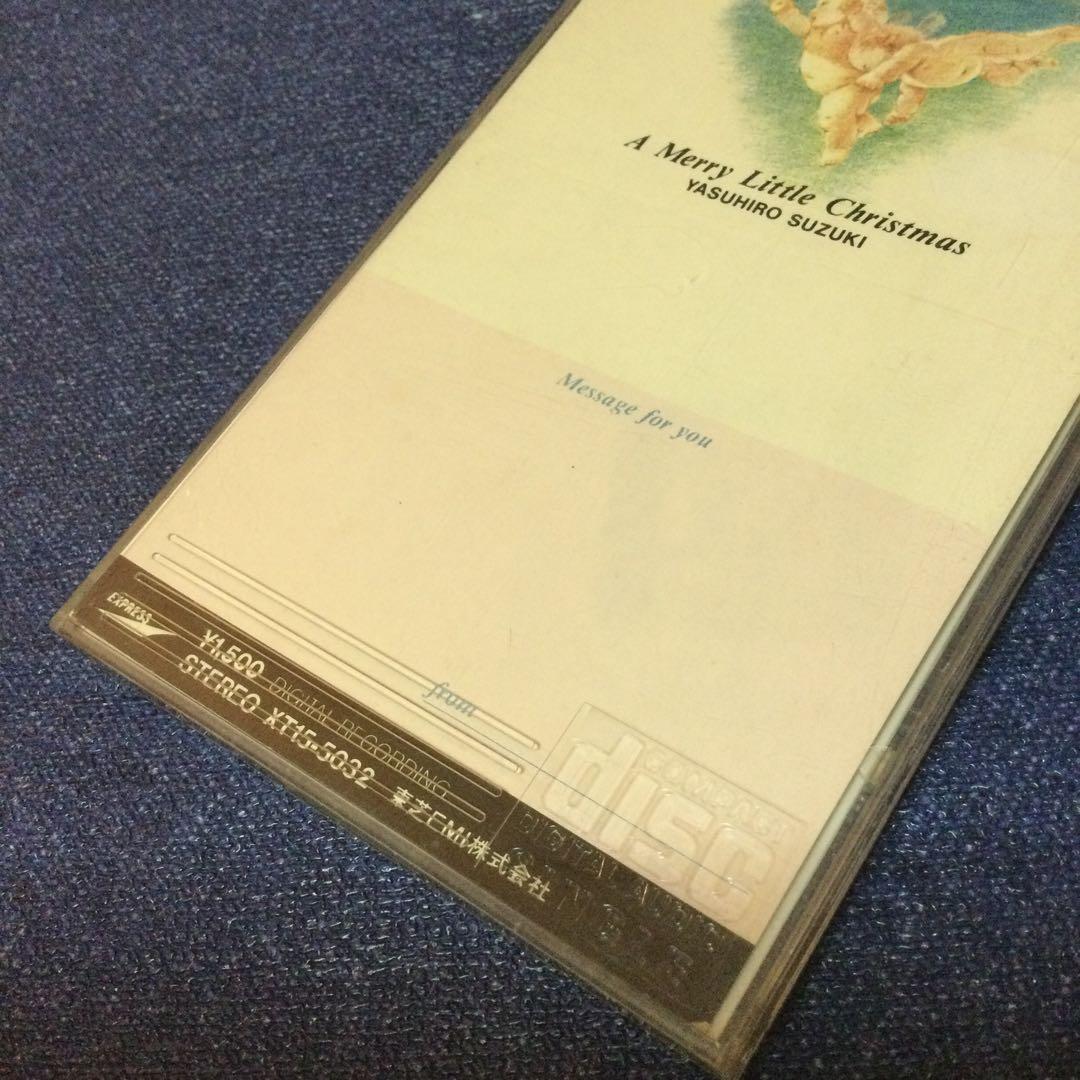 A Merry Little Christmas
YASUHIRO SUZUKI
Message for you
from
EXPRESS
¥1,500 DIGITAL RECORDING
STEREO XT15-5032 東芝EMI株式会社
COMPACT
disc
DIGITAL AUDIO
SINGLE